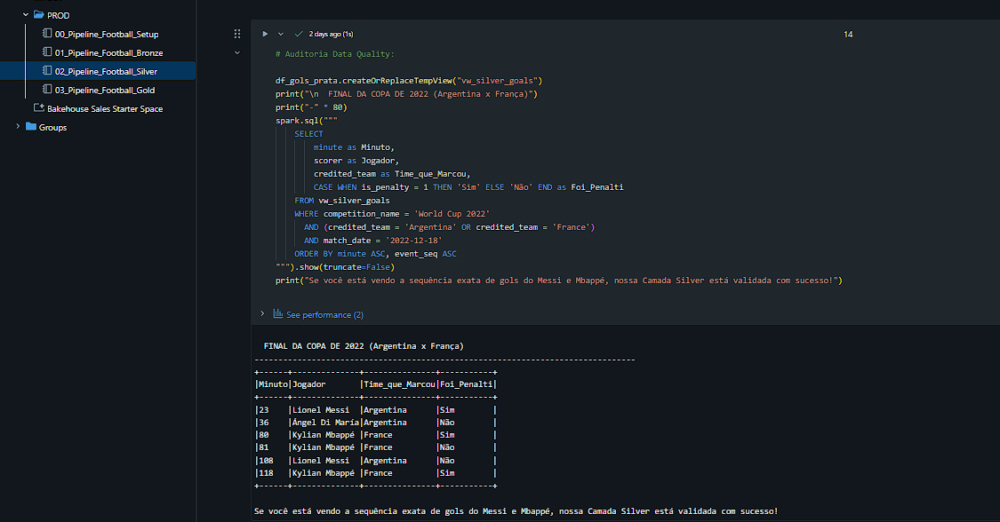 PROD
00_Pipeline_Football_Setup
01_Pipeline_Football_Bronze
02_Pipeline_Football_Silver
03_Pipeline_Football_Gold
Bakehouse Sales Starter Space
Groups
2 days ago (1s)
14
# Auditoria Data Quality:
df_gols_prata.createOrReplaceTempView("vw_silver_goals")
print("\n  FINAL DA COPA DE 2022 (Argentina x França)")
print("-" * 80)
spark.sql("""
    SELECT
        minute as Minuto,
        scorer as Jogador,
        credited_team as Time_que_Marcou,
        CASE WHEN is_penalty = 1 THEN 'Sim' ELSE 'Não' END as Foi_Penalti
    FROM vw_silver_goals
    WHERE competition_name = 'World Cup 2022'
      AND (credited_team = 'Argentina' OR credited_team = 'France')
      AND match_date = '2022-12-18'
    ORDER BY minute ASC, event_seq ASC
""").show(truncate=False)
print("Se você está vendo a sequência exata de gols do Messi e Mbappé, nossa Camada Silver está validada com sucesso!")
See performance (2)
  FINAL DA COPA DE 2022 (Argentina x França)
--------------------------------------------------------------------------------
+------+--------------+---------------+-----------+
|Minuto|Jogador       |Time_que_Marcou|Foi_Penalti|
+------+--------------+---------------+-----------+
|23    |Lionel Messi  |Argentina      |Sim        |
|36    |Ángel Di María|Argentina      |Não        |
|80    |Kylian Mbappé |France         |Sim        |
|81    |Kylian Mbappé |France         |Não        |
|108   |Lionel Messi  |Argentina      |Não        |
|118   |Kylian Mbappé |France         |Sim        |
+------+--------------+---------------+-----------+
Se você está vendo a sequência exata de gols do Messi e Mbappé, nossa Camada Silver está validada com sucesso!